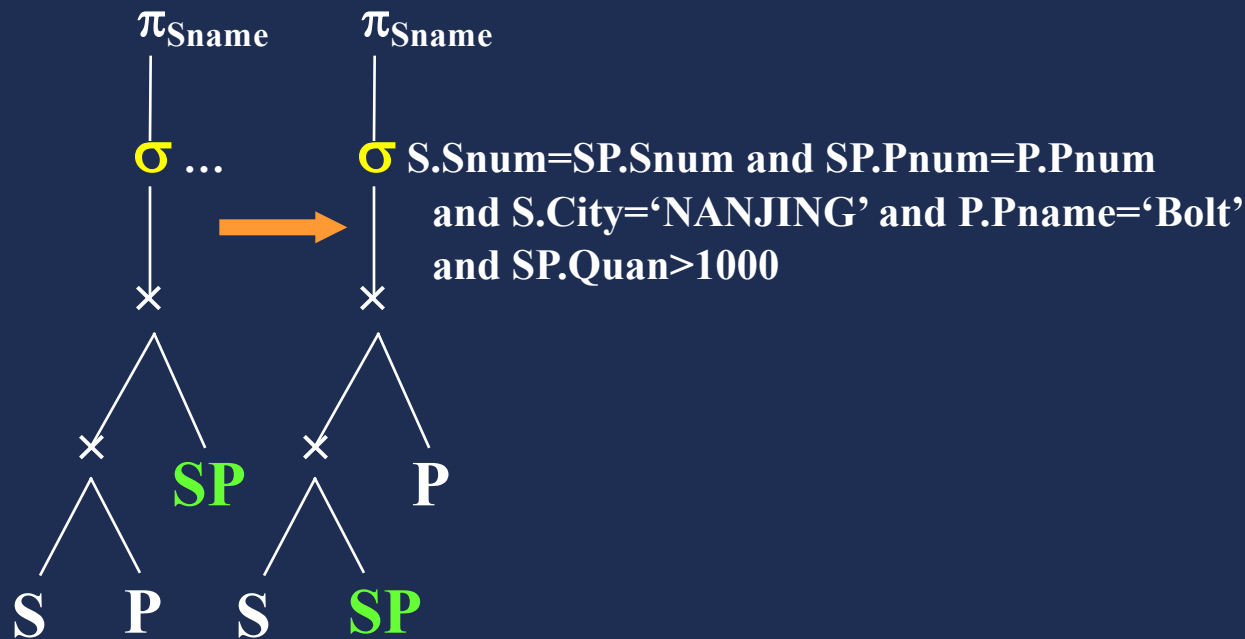 πSname πSname
σ ... σ S.Snum=SP.Snum and SP.Pnum=P.Pnum
and S.City=‘NANJING’ and P.Pname=‘Bolt’
and SP.Quan>1000
× ×
× SP × P
S P S SP